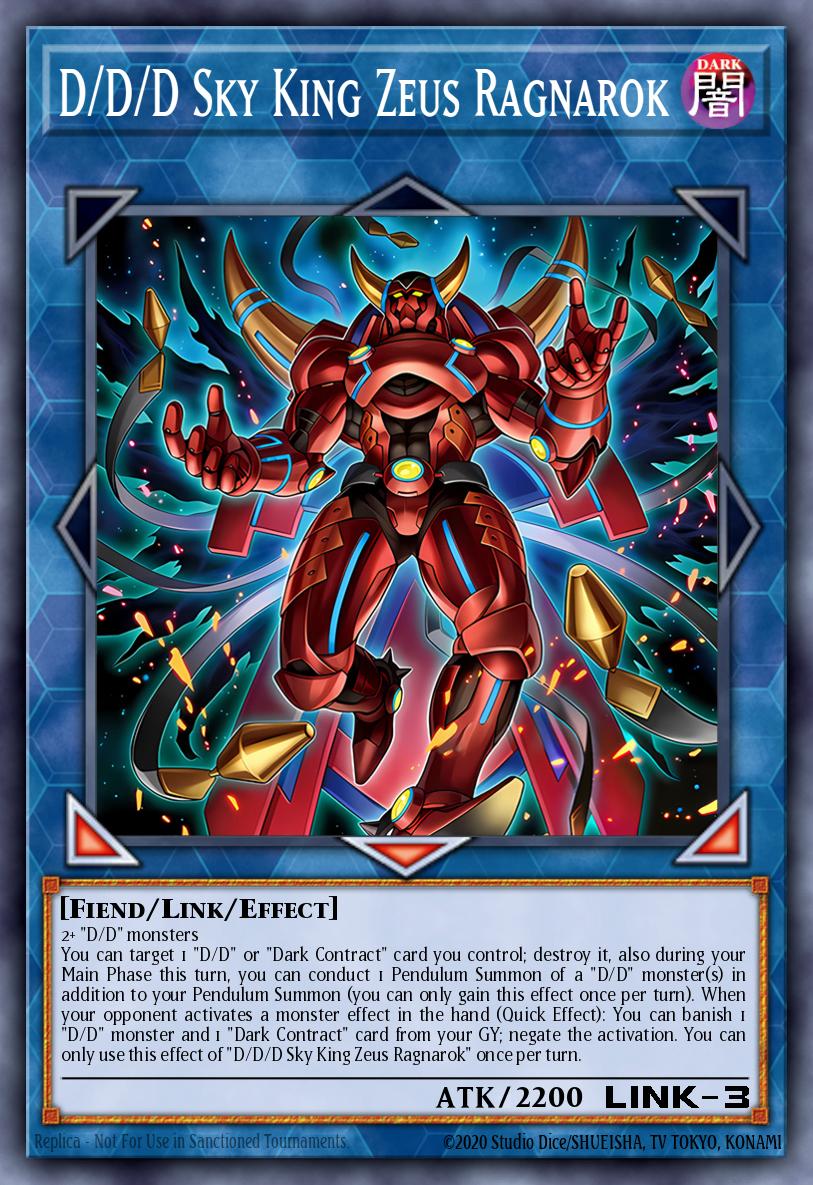 D/D/D Sky King Zeus Ragnarok
DARK
闇
[Fiend/Link/Effect]
2+ "D/D" monsters
You can target 1 "D/D" or "Dark Contract" card you control; destroy it, also during your
Main Phase this turn, you can conduct 1 Pendulum Summon of a "D/D" monster(s) in
addition to your Pendulum Summon (you can only gain this effect once per turn). When
your opponent activates a monster effect in the hand (Quick Effect): You can banish 1
"D/D" monster and 1 "Dark Contract" card from your GY; negate the activation. You can
only use this effect of "D/D/D Sky King Zeus Ragnarok" once per turn.
ATK/2200 LINK-3
Replica - Not For Use in Sanctioned Tournaments.
©2020 Studio Dice/SHUEISHA, TV TOKYO, KONAMI